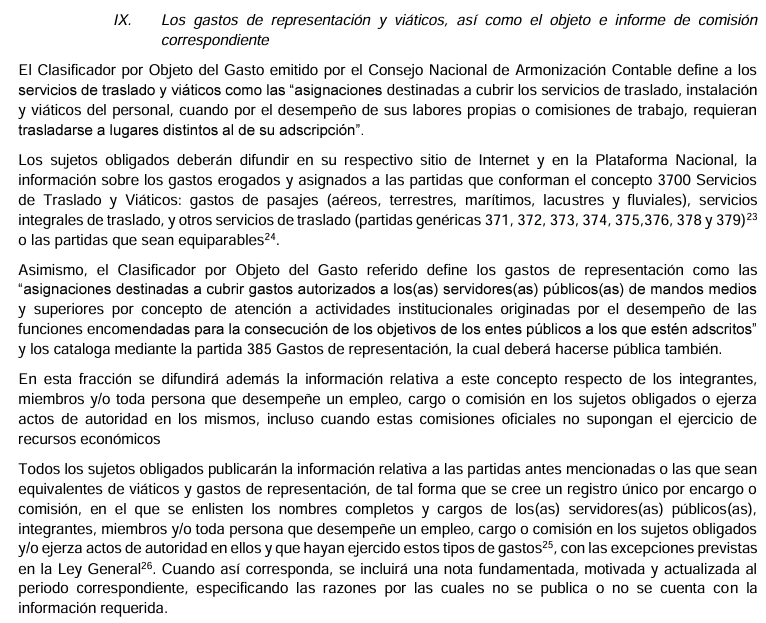 IX. Los gastos de representación y viáticos, así como el objeto e informe de comisión
correspondiente
El Clasificador por Objeto del Gasto emitido por el Consejo Nacional de Armonización Contable define a los
servicios de traslado y viáticos como las “asignaciones destinadas a cubrir los servicios de traslado, instalación
y viáticos del personal, cuando por el desempeño de sus labores propias o comisiones de trabajo, requieran
trasladarse a lugares distintos al de su adscripción”.
Los sujetos obligados deberán difundir en su respectivo sitio de Internet y en la Plataforma Nacional, la
información sobre los gastos erogados y asignados a las partidas que conforman el concepto 3700 Servicios
de Traslado y Viáticos: gastos de pasajes (aéreos, terrestres, marítimos, lacustres y fluviales), servicios
integrales de traslado, y otros servicios de traslado (partidas genéricas 371, 372, 373, 374, 375,376, 378 y 379)²³
o las partidas que sean equiparables²⁴.
Asimismo, el Clasificador por Objeto del Gasto referido define los gastos de representación como las
“asignaciones destinadas a cubrir gastos autorizados a los(as) servidores(as) públicos(as) de mandos medios
y superiores por concepto de atención a actividades institucionales originadas por el desempeño de las
funciones encomendadas para la consecución de los objetivos de los entes públicos a los que estén adscritos”
y los cataloga mediante la partida 385 Gastos de representación, la cual deberá hacerse pública también.
En esta fracción se difundirá además la información relativa a este concepto respecto de los integrantes,
miembros y/o toda persona que desempeñe un empleo, cargo o comisión en los sujetos obligados o ejerza
actos de autoridad en los mismos, incluso cuando estas comisiones oficiales no supongan el ejercicio de
recursos económicos
Todos los sujetos obligados publicarán la información relativa a las partidas antes mencionadas o las que sean
equivalentes de viáticos y gastos de representación, de tal forma que se cree un registro único por encargo o
comisión, en el que se enlisten los nombres completos y cargos de los(as) servidores(as) públicos(as),
integrantes, miembros y/o toda persona que desempeñe un empleo, cargo o comisión en los sujetos obligados
y/o ejerza actos de autoridad en ellos y que hayan ejercido estos tipos de gastos²⁵, con las excepciones previstas
en la Ley General²⁶. Cuando así corresponda, se incluirá una nota fundamentada, motivada y actualizada al
periodo correspondiente, especificando las razones por las cuales no se publica o no se cuenta con la
información requerida.